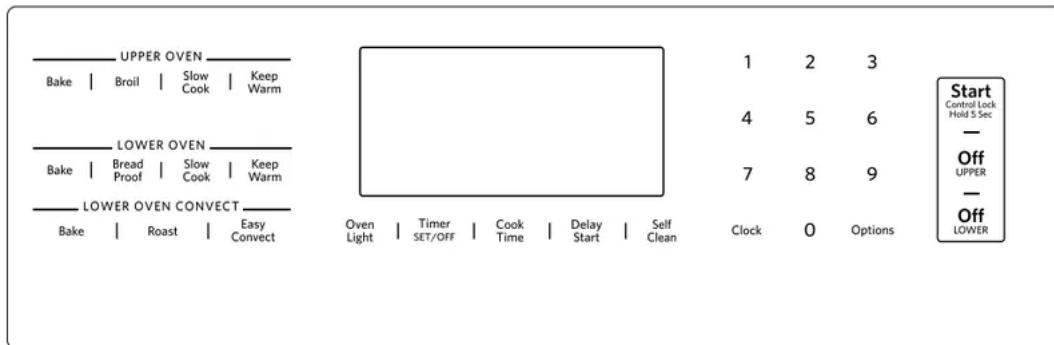 UPPER OVEN
Bake | Broil | Slow Cook | Keep Warm
LOWER OVEN
Bake | Bread Proof | Slow Cook | Keep Warm
LOWER OVEN CONVECT
Bake | Roast | Easy Convect
Oven Light | Timer SET/OFF | Cook Time | Delay Start | Self Clean
1 2 3
4 5 6
7 8 9
Clock 0 Options
Start
Control Lock
Hold 5 Sec
Off
UPPER
Off
LOWER